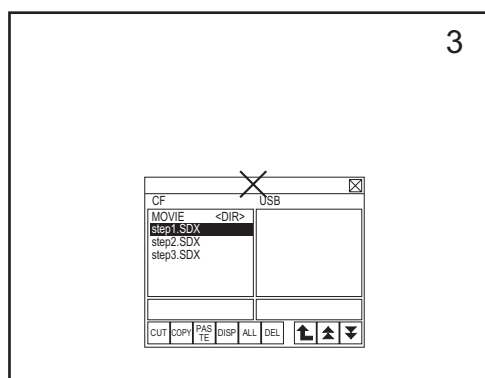 3
CF USB
MOVIE <DIR>
step1.SDX
step2.SDX
step3.SDX
CUT COPY PAS TE DISP ALL DEL